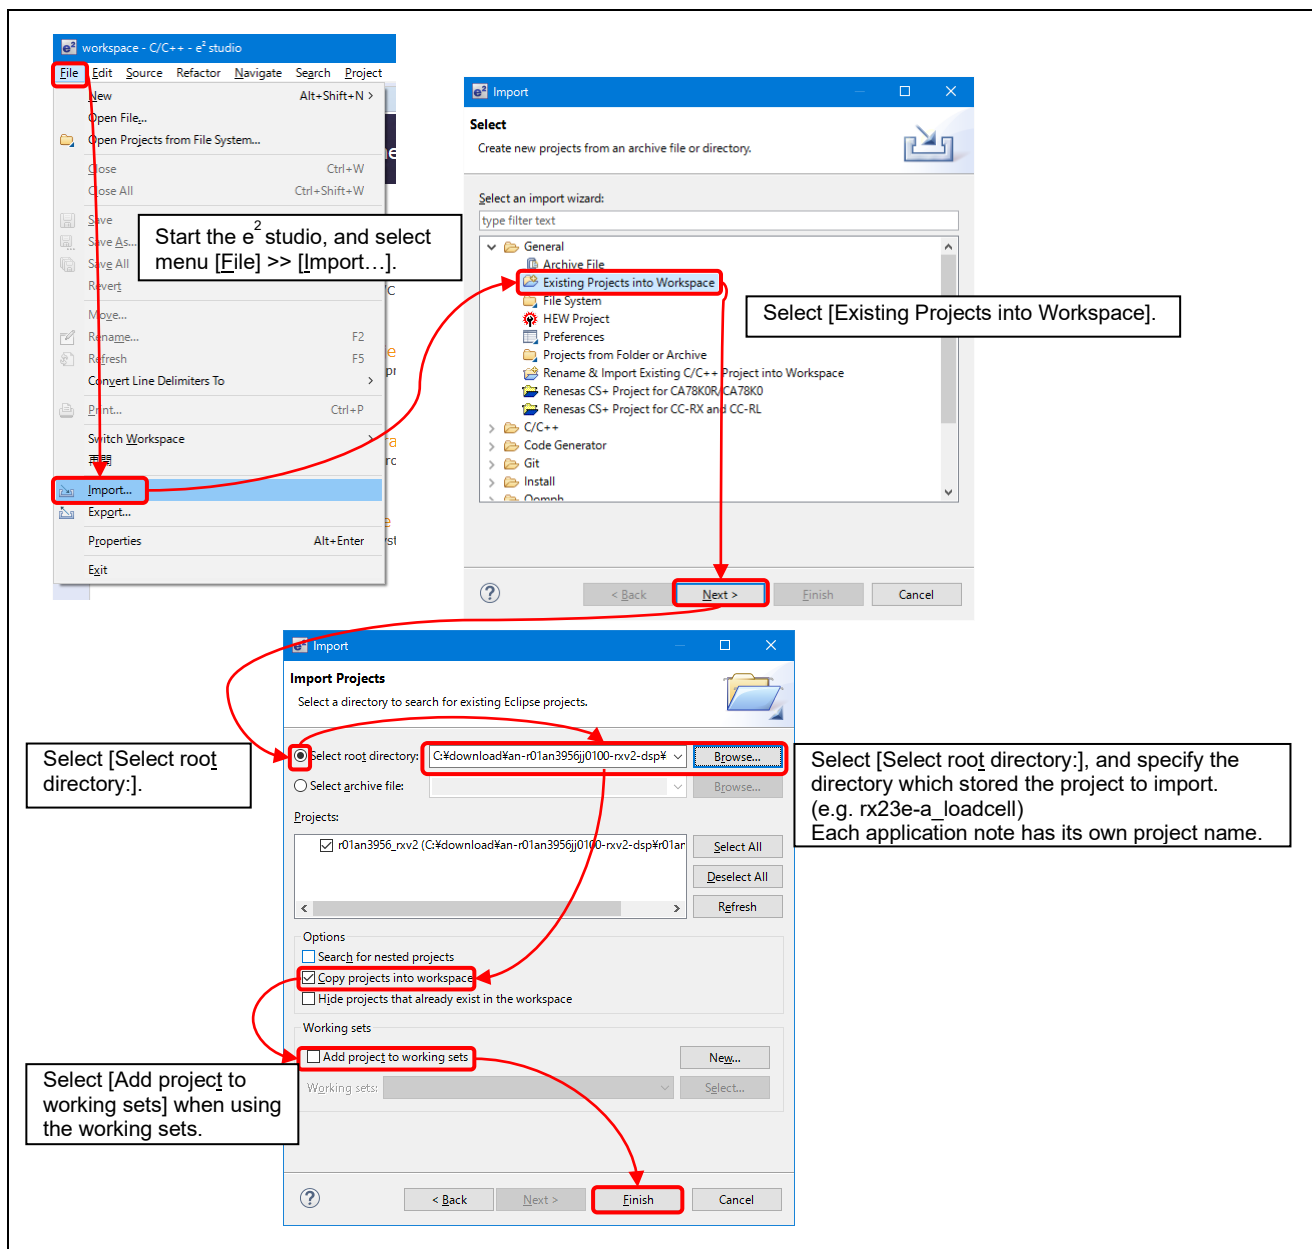 workspace - C/C++ - e² studio
File Edit Source Refactor Navigate Search Project
New Alt+Shift+N >
Open File...
Open Projects from File System...
Close Ctrl+W
Close All Ctrl+Shift+W
Save
Save As...
Save All
Revert
Move...
Rename... F2
Refresh F5
Convert Line Delimiters To >
Print... Ctrl+P
Switch Workspace >
再開
Import...
Export...
Properties Alt+Enter
Exit
Start the e² studio, and select
menu [File] >> [Import…].
Import
Select
Create new projects from an archive file or directory.
Select an import wizard:
type filter text
General
Archive File
Existing Projects into Workspace
File System
HEW Project
Preferences
Projects from Folder or Archive
Rename & Import Existing C/C++ Project into Workspace
Renesas CS+ Project for CA78K0R/CA78K0
Renesas CS+ Project for CC-RX and CC-RL
C/C++
Code Generator
Git
Install
Oomph
< Back Next > Finish Cancel
Select [Existing Projects into Workspace].
Import
Import Projects
Select a directory to search for existing Eclipse projects.
Select root directory: C:¥download¥an-r01an3956jj0100-rxv2-dsp¥ Browse...
Select archive file: Browse...
Projects:
r01an3956_rxv2 (C:¥download¥an-r01an3956jj0100-rxv2-dsp¥r01an
Select All
Deselect All
Refresh
Options
Search for nested projects
Copy projects into workspace
Hide projects that already exist in the workspace
Working sets
Add project to working sets New...
Working sets: Select...
< Back Next > Finish Cancel
Select [Select root
directory:].
Select [Select root directory:], and specify the
directory which stored the project to import.
(e.g. rx23e-a_loadcell)
Each application note has its own project name.
Select [Add project to
working sets] when using
the working sets.